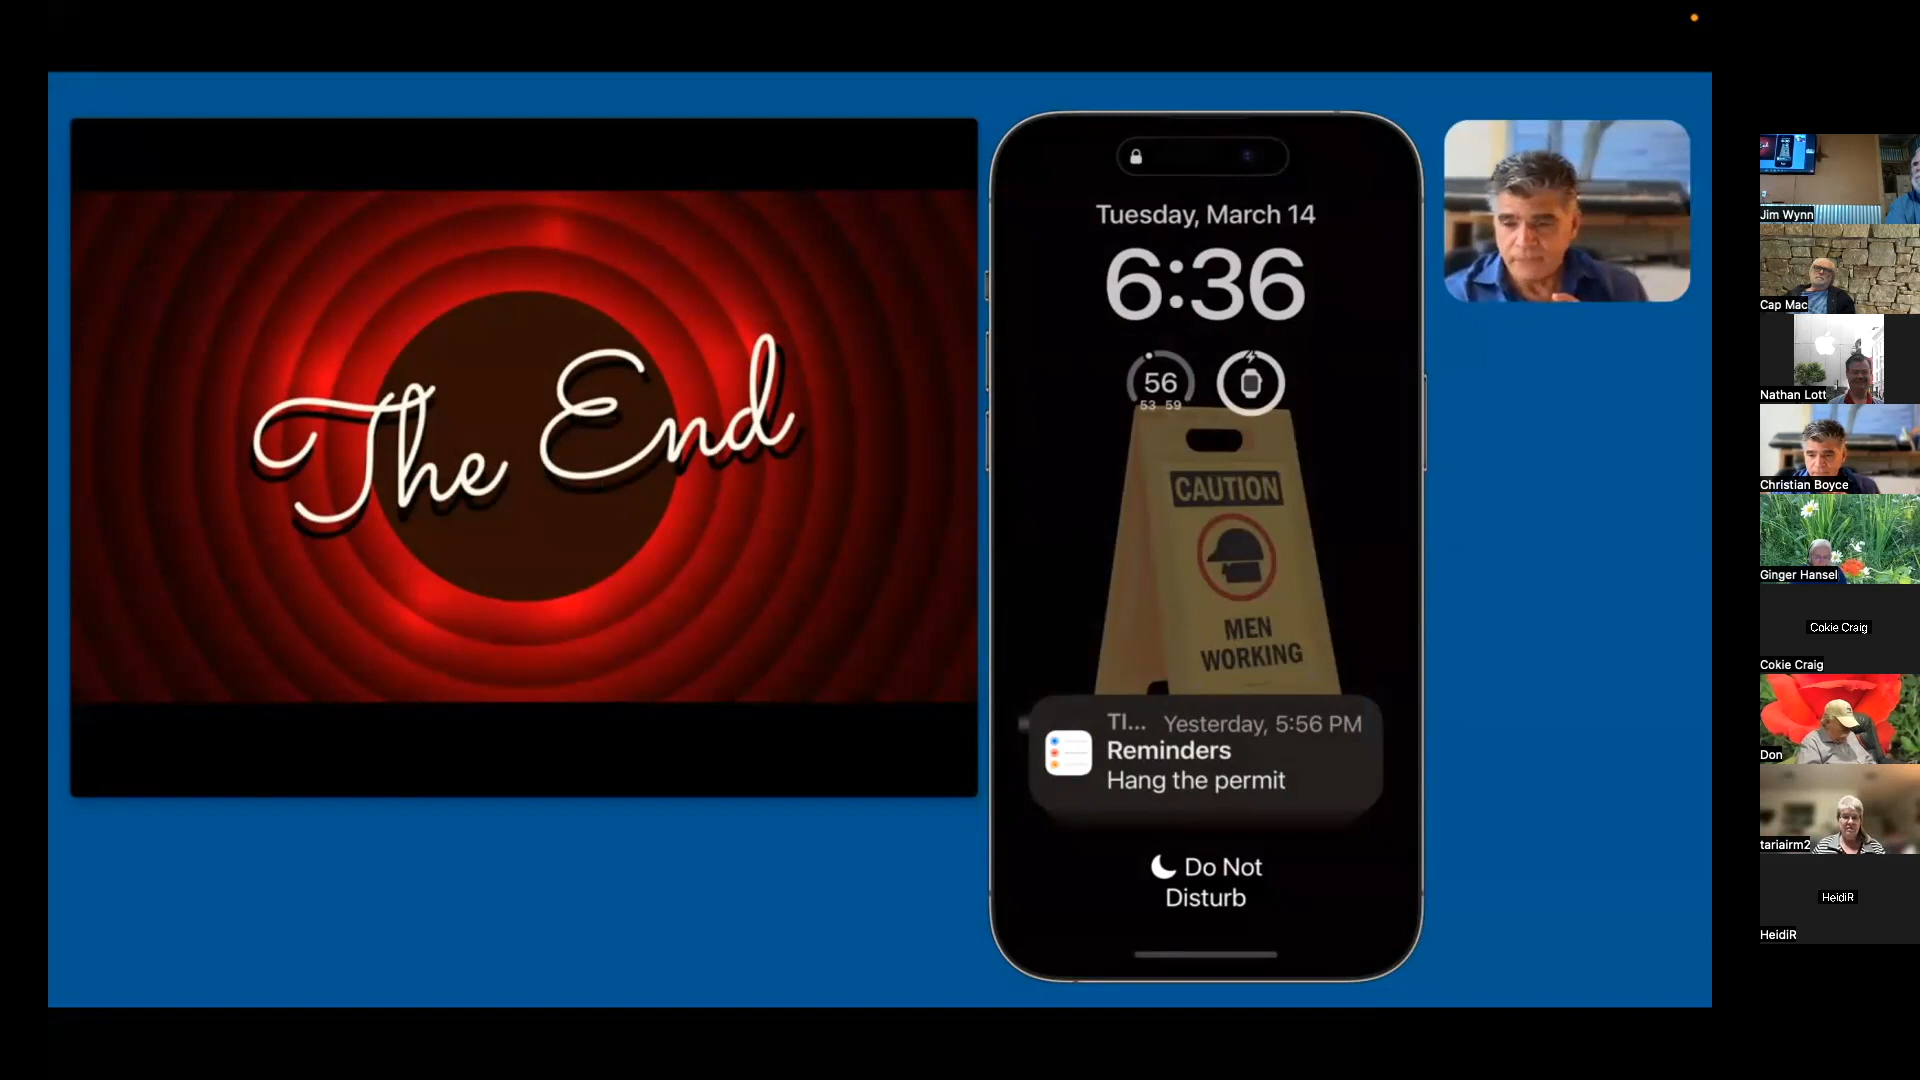 The End
Tuesday, March 14
6:36
56
53 59
CAUTION
MEN
WORKING
TI... Yesterday, 5:56 PM
Reminders
Hang the permit
Do Not
Disturb
Jim Wynn
Cap Mac
Nathan Lott
Christian Boyce
Ginger Hansel
Cokie Craig
Cokie Craig
Don
tariairm2
HeidiR
HeidiR